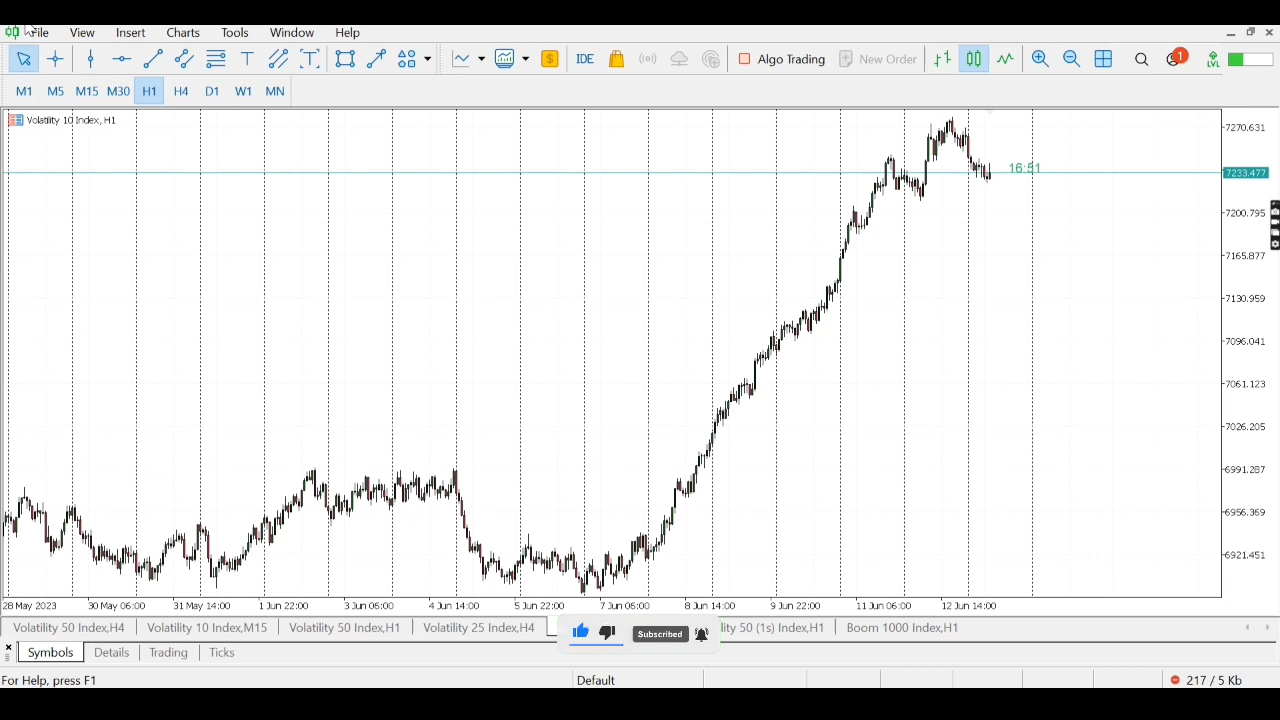 File View Insert Charts Tools Window Help
IDE Algo Trading New Order 1 LVL
M1 M5 M15 M30 H1 H4 D1 W1 MN
Volatility 10 Index, H1
7270.631
16:51
7233.477
7200.795
7165.877
7130.959
7096.041
7061.123
7026.205
6991.287
6956.369
6921.451
28 May 2023 30 May 06:00 31 May 14:00 1 Jun 22:00 3 Jun 06:00 4 Jun 14:00 5 Jun 22:00 7 Jun 06:00 8 Jun 14:00 9 Jun 22:00 11 Jun 06:00 12 Jun 14:00
Volatility 50 Index,H4 Volatility 10 Index,M15 Volatility 50 Index,H1 Volatility 25 Index,H4 Subscribed lity 50 (1s) Index,H1 Boom 1000 Index,H1
Symbols Details Trading Ticks
For Help, press F1 Default 217 / 5 Kb